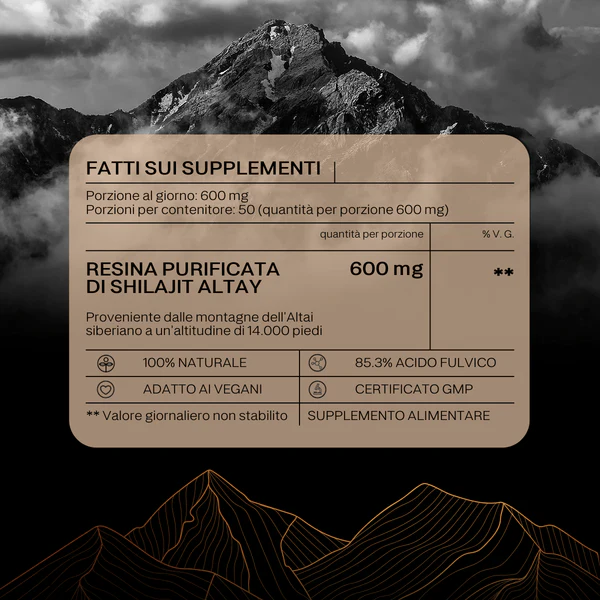 FATTI SUI SUPPLEMENTI
Porzione al giorno: 600 mg
Porzioni per contenitore: 50 (quantità per porzione 600 mg)
quantità per porzione % V. G.
RESINA PURIFICATA 600 mg **
DI SHILAJIT ALTAY
Proveniente dalle montagne dell'Altai
siberiano a un'altitudine di 14.000 piedi
100% NATURALE 85.3% ACIDO FULVICO
ADATTO AI VEGANI CERTIFICATO GMP
** Valore giornaliero non stabilito SUPPLEMENTO ALIMENTARE